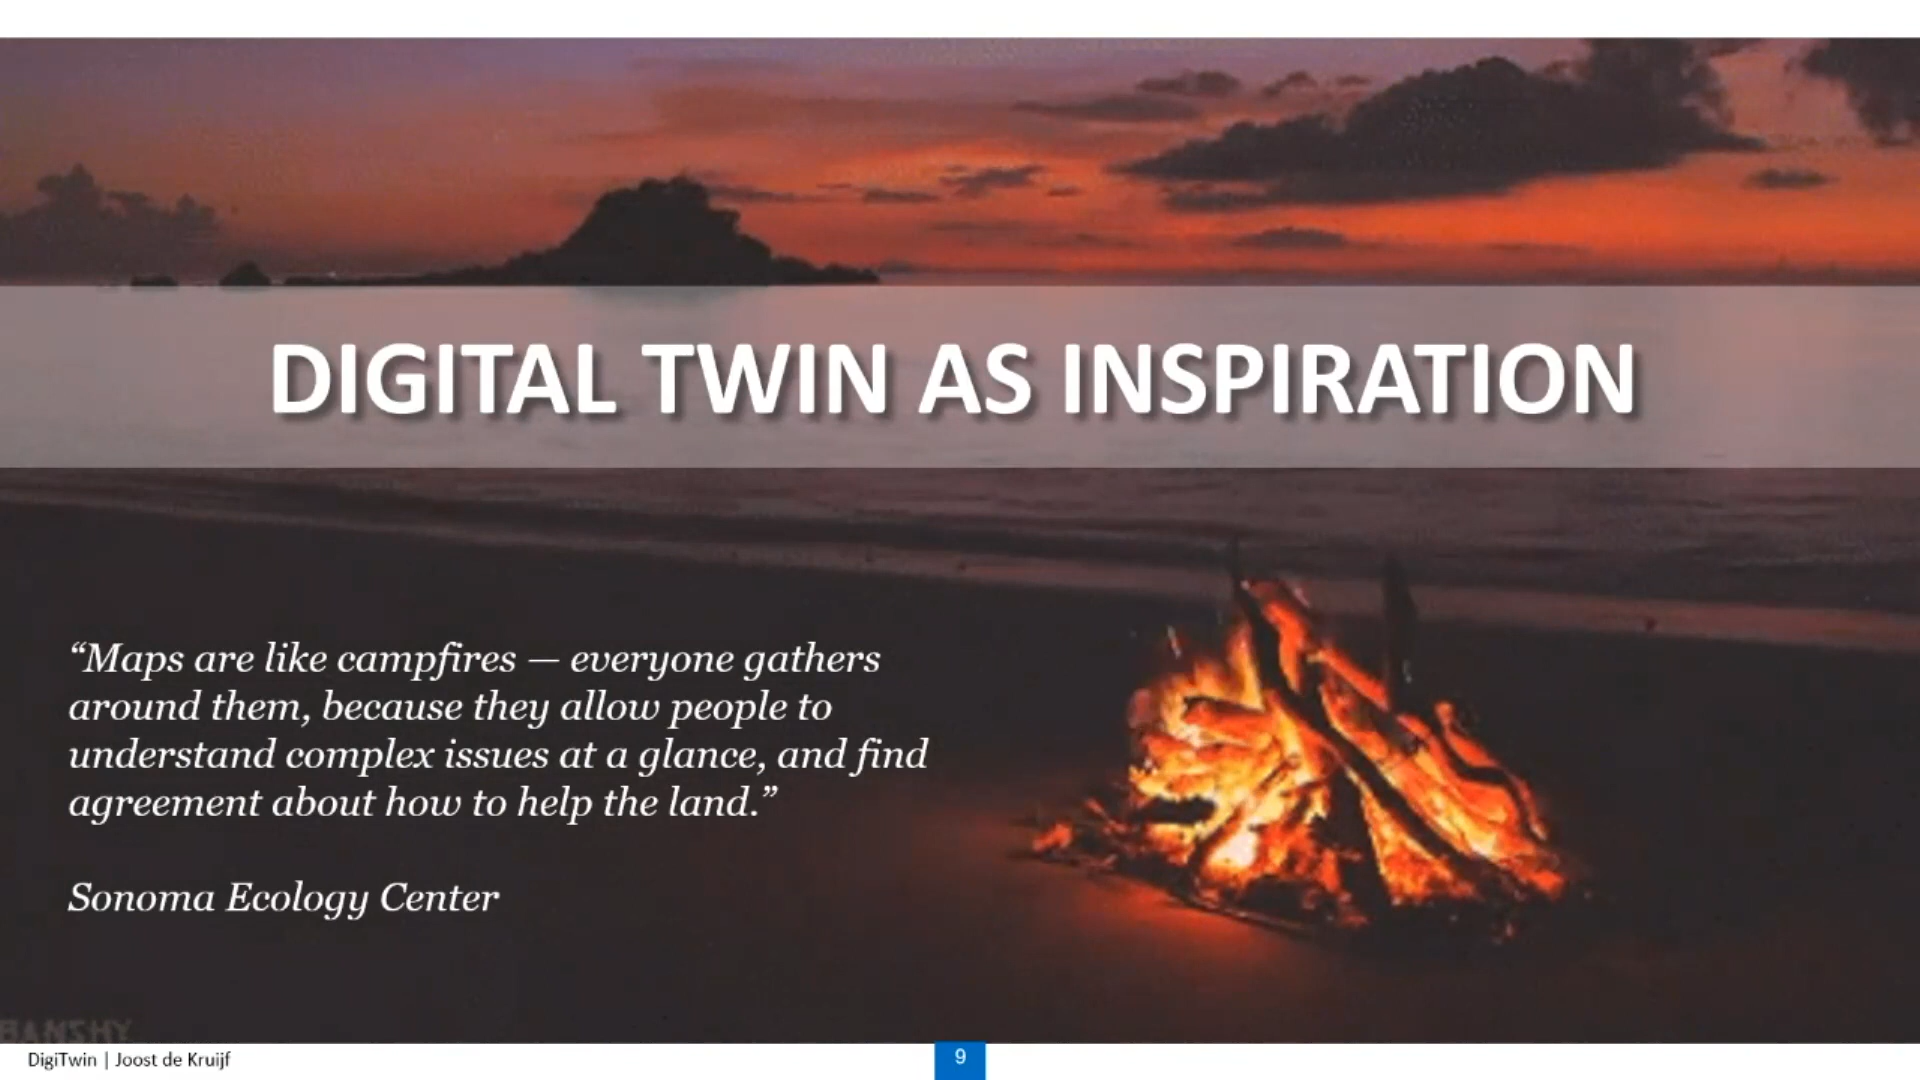 DIGITAL TWIN AS INSPIRATION
“Maps are like campfires — everyone gathers
around them, because they allow people to
understand complex issues at a glance, and find
agreement about how to help the land.”
Sonoma Ecology Center
BANSHY
DigiTwin | Joost de Kruijf
9